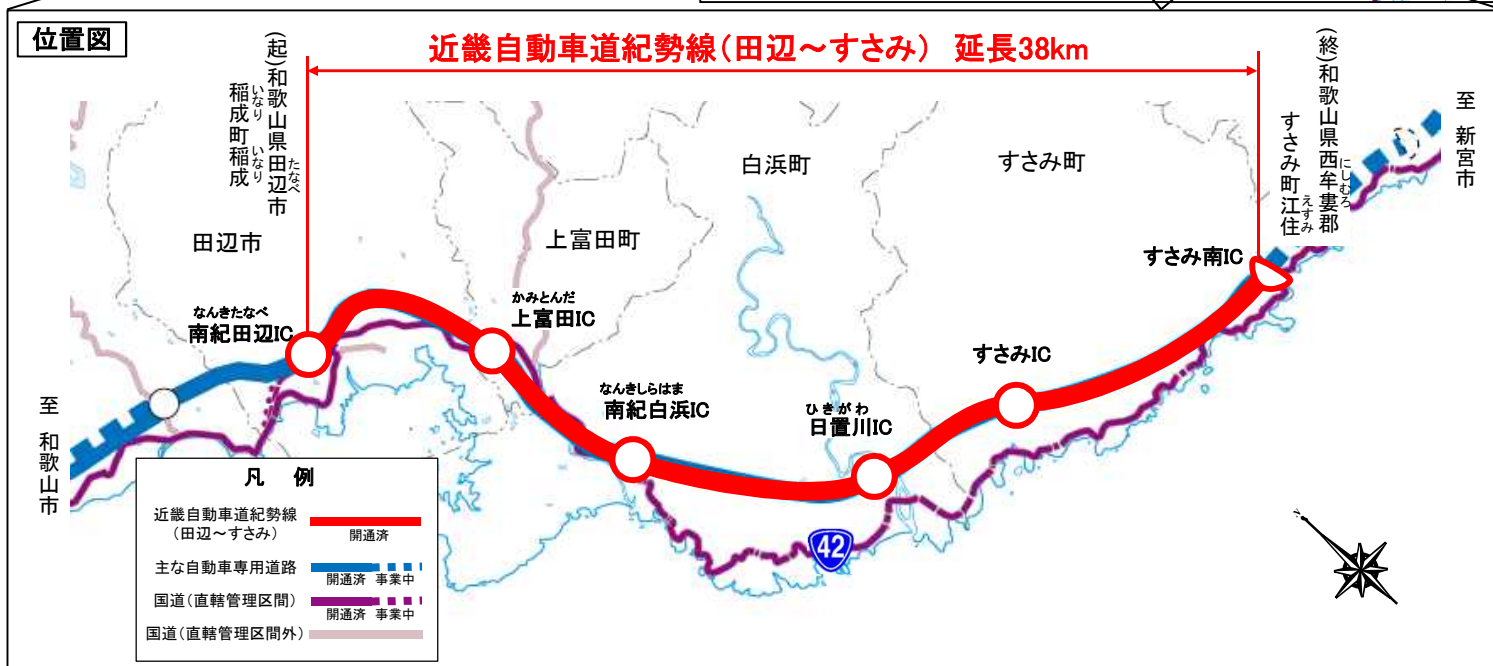 位置図
近畿自動車道紀勢線(田辺～すさみ) 延長38km
(起)和歌山県田辺市
たなべ
稲成町稲成
いなり いなり
(終)和歌山県西牟婁郡
にしむろ
すさみ町江住
えすみ
至 新宮市
白浜町
すさみ町
田辺市
上富田町
すさみ南IC
なんきたなべ
南紀田辺IC
かみとんだ
上富田IC
すさみIC
なんきしらはま
南紀白浜IC
ひきがわ
日置川IC
至 和歌山市
42
凡 例
近畿自動車道紀勢線
(田辺～すさみ)
開通済
主な自動車専用道路
開通済 事業中
国道(直轄管理区間)
開通済 事業中
国道(直轄管理区間外)